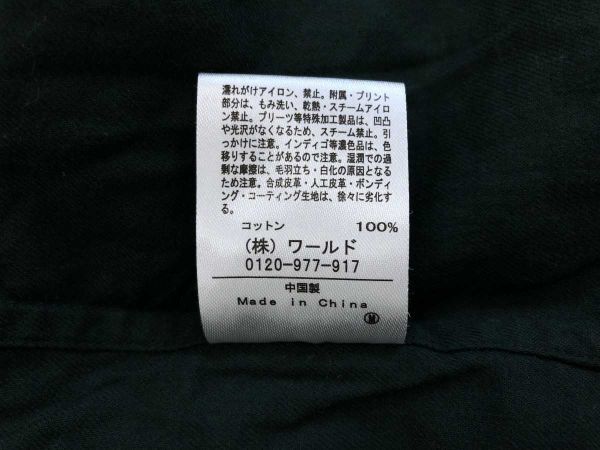 濡れがけアイロン、禁止。附属・プリント
部分は、もみ洗い、乾熱・スチームアイロ
ン禁止。プリーツ等特殊加工製品は、凹凸
や光沢がなくなるため、スチーム禁止。引
っかけに注意。インディゴ等濃色品は、色
移りすることがあるので注意。湿潤での過
剰な摩擦は、毛羽立ち・白化の原因となる
ため注意。合成皮革・人工皮革・ボンディ
ング・コーティング生地は、徐々に劣化す
る。
コットン 100%
(株) ワールド
0120-977-917
中国製
Made in China